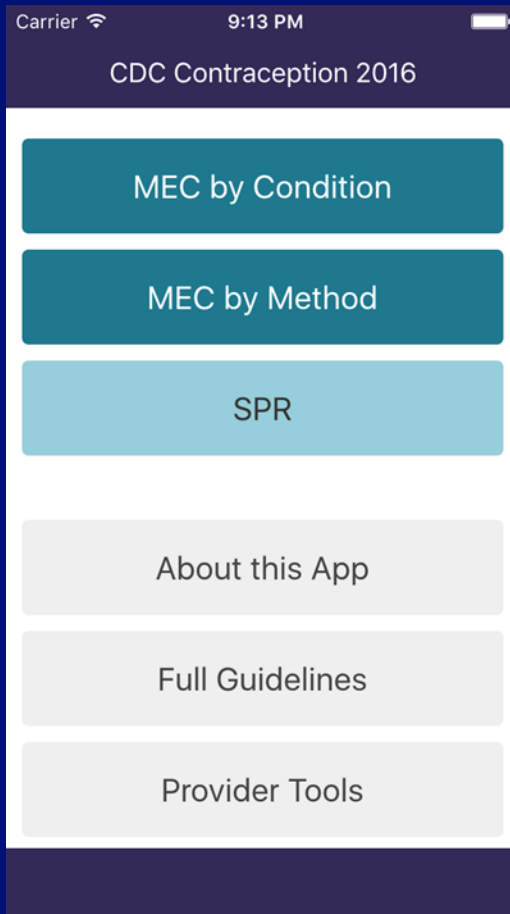 Carrier 9:13 PM
CDC Contraception 2016
MEC by Condition
MEC by Method
SPR
About this App
Full Guidelines
Provider Tools